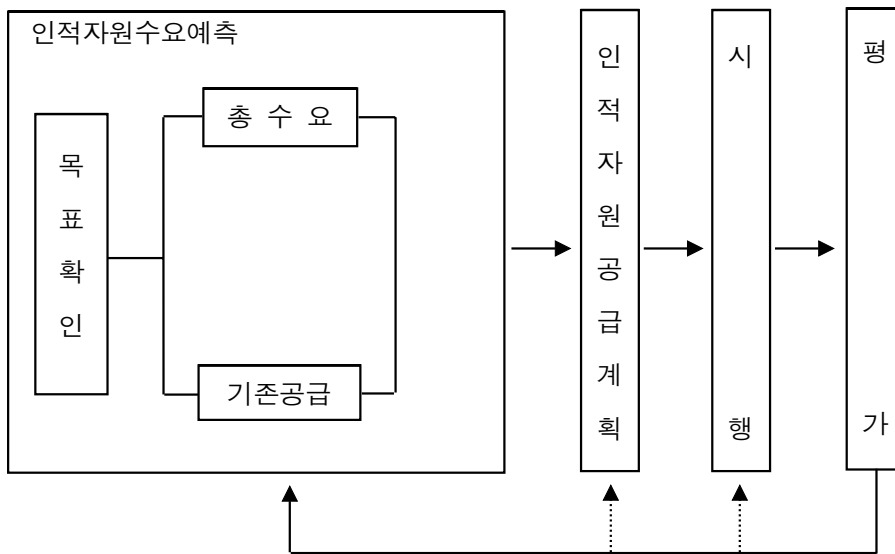 인적자원수요예측
목표확인
총 수 요
기존공급
인적자원공급계획
시행
평가